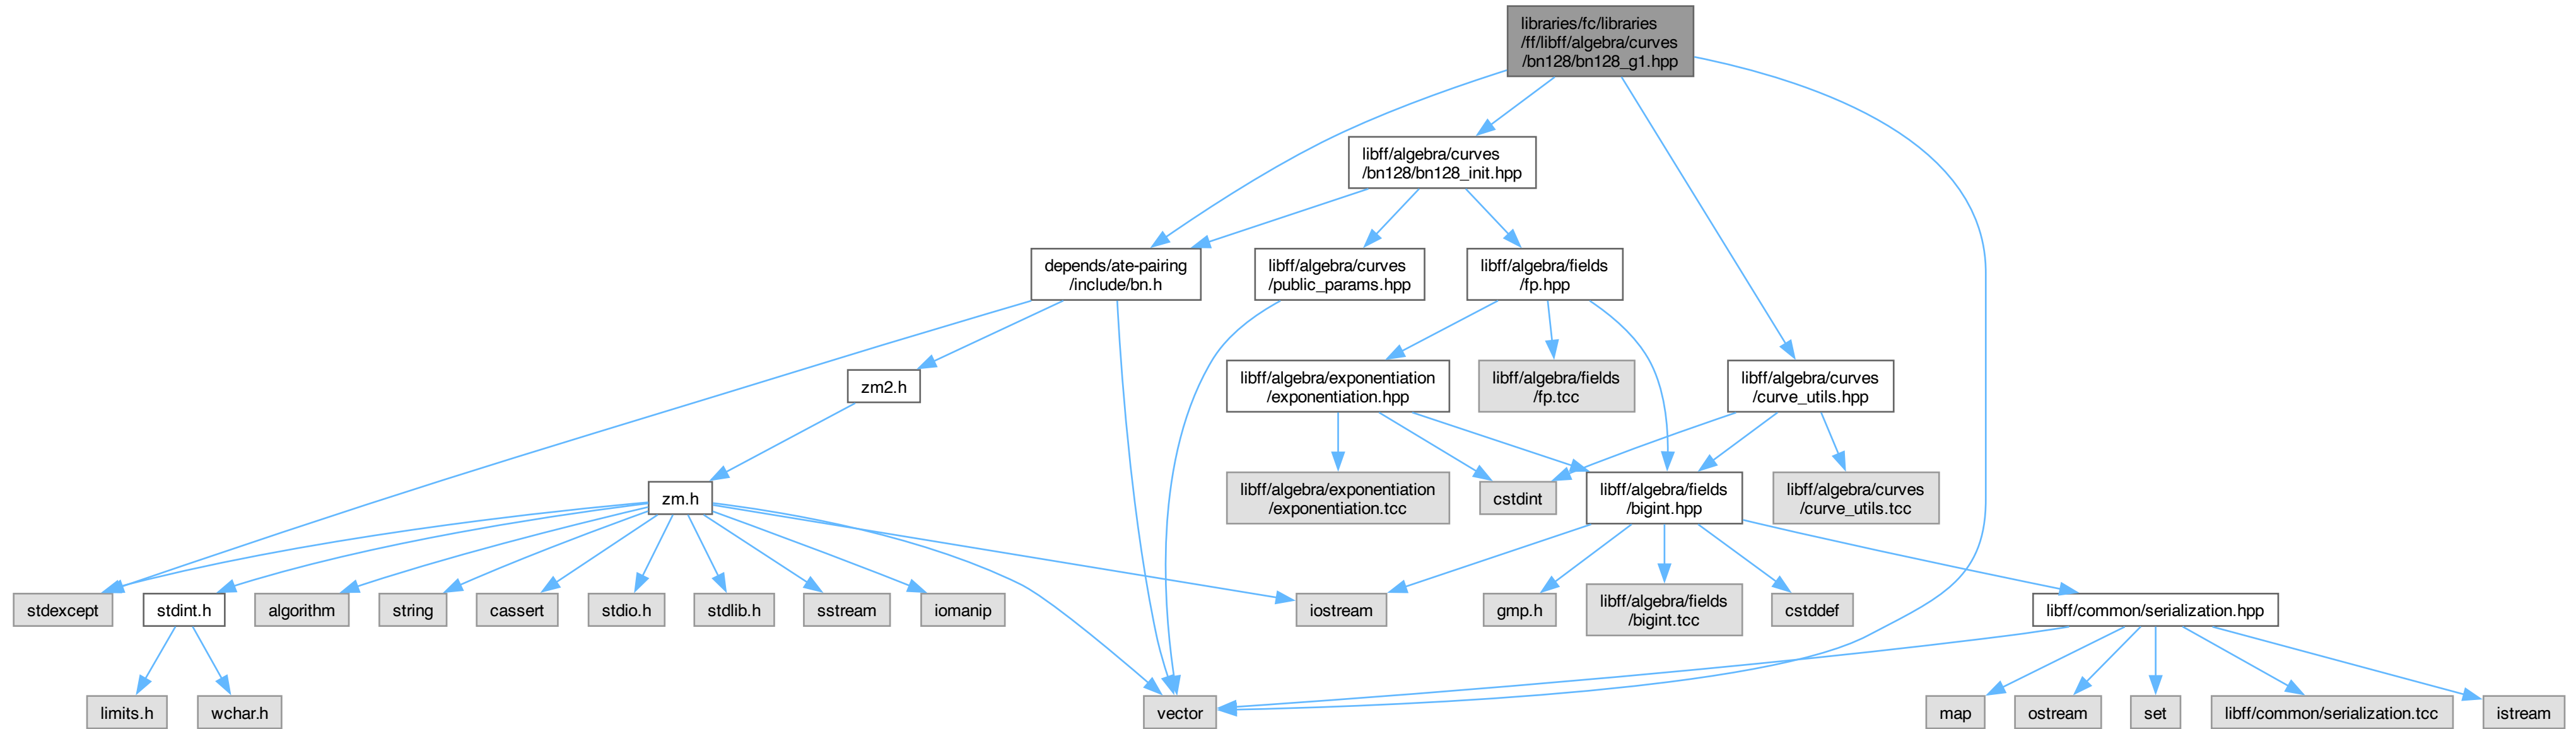 libraries/fc/libraries
/ff/libff/algebra/curves
/bn128/bn128_g1.hpp
libff/algebra/curves
/bn128/bn128_init.hpp
depends/ate-pairing
/include/bn.h
libff/algebra/curves
/public_params.hpp
libff/algebra/fields
/fp.hpp
zm2.h
libff/algebra/exponentiation
/exponentiation.hpp
libff/algebra/fields
/fp.tcc
libff/algebra/curves
/curve_utils.hpp
zm.h
libff/algebra/exponentiation
/exponentiation.tcc
cstdint
libff/algebra/fields
/bigint.hpp
libff/algebra/curves
/curve_utils.tcc
stdexcept
stdint.h
algorithm
string
cassert
stdio.h
stdlib.h
sstream
iomanip
iostream
gmp.h
libff/algebra/fields
/bigint.tcc
cstddef
libff/common/serialization.hpp
limits.h
wchar.h
vector
map
ostream
set
libff/common/serialization.tcc
istream